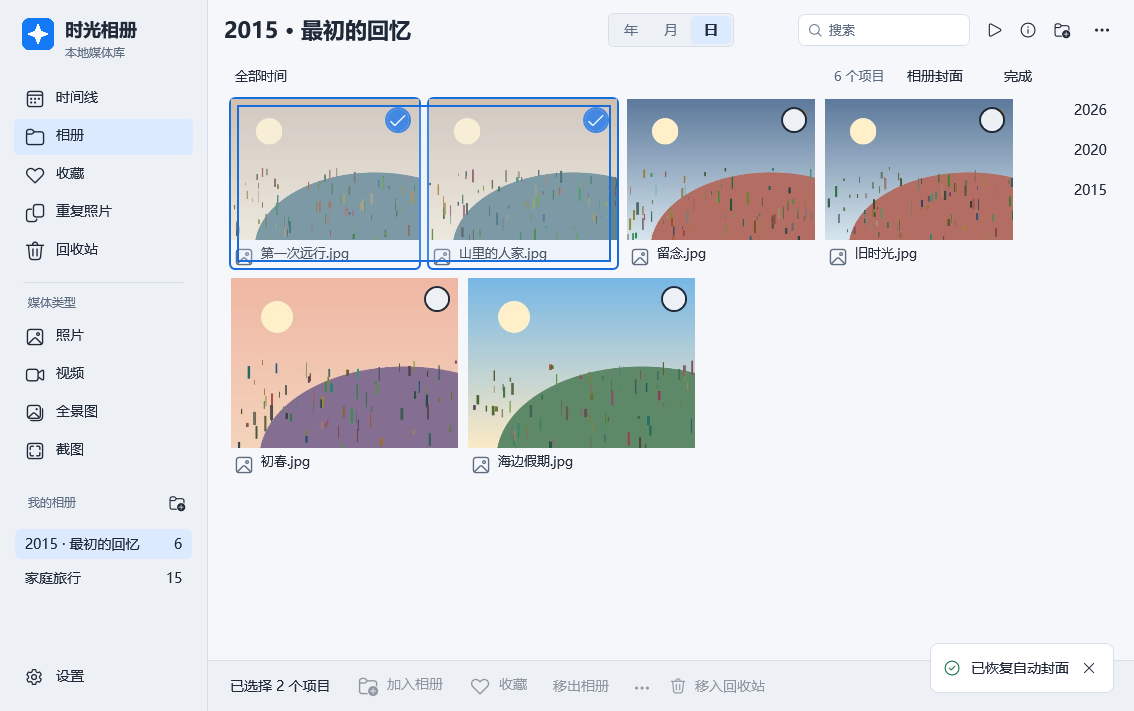 时光相册
本地媒体库
时间线
相册
收藏
重复照片
回收站
媒体类型
照片
视频
全景图
截图
我的相册
2015 · 最初的回忆 6
家庭旅行 15
设置
2015 • 最初的回忆
年 月 日
搜索
全部时间
6 个项目 相册封面 完成
2026
2020
2015
第一次远行.jpg
山里的人家.jpg
留念.jpg
旧时光.jpg
初春.jpg
海边假期.jpg
已选择 2 个项目 加入相册 收藏 移出相册 移入回收站
已恢复自动封面